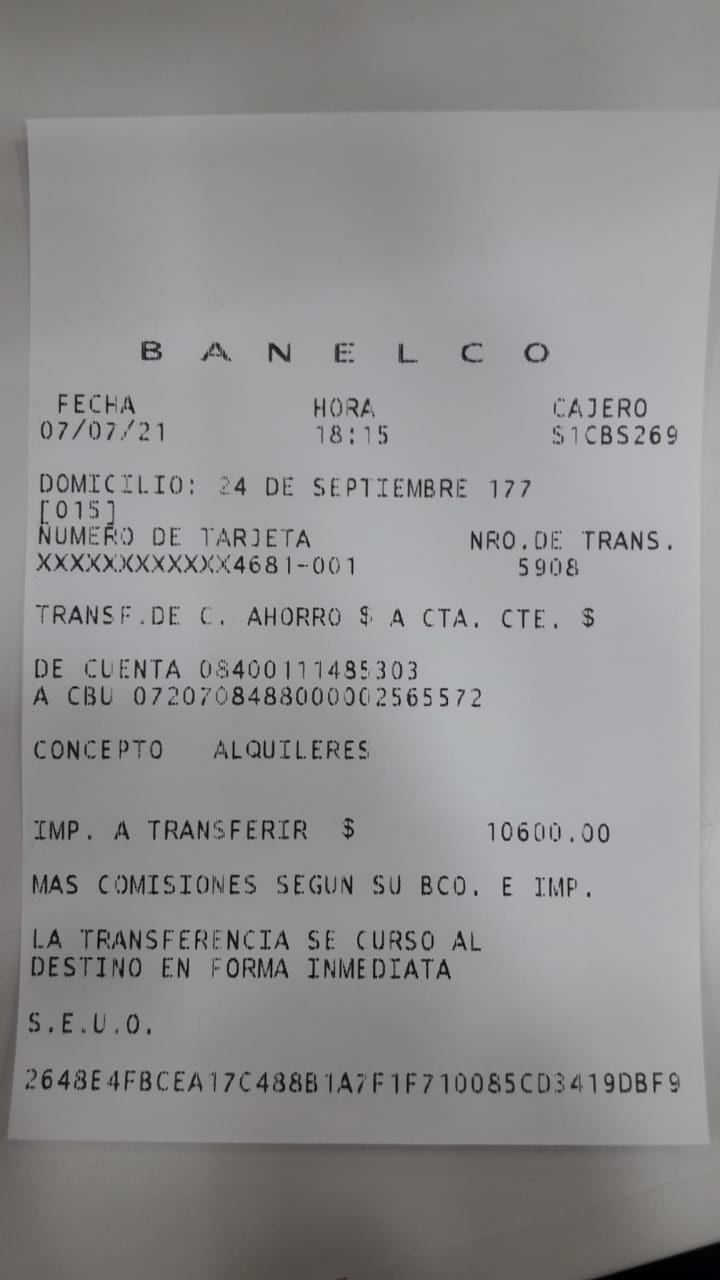 BANELCO
FECHA HORA CAJERO
07/07/21 18:15 S1CBS269
DOMICILIO: 24 DE SEPTIEMBRE 177
[015]
NUMERO DE TARJETA NRO.DE TRANS.
XXXXXXXXXXXX4681-001 5908
TRANSF.DE C. AHORRO $ A CTA. CTE. $
DE CUENTA 08400111485303
A CBU 0720708488000002565572
CONCEPTO ALQUILERES
IMP. A TRANSFERIR $ 10600.00
MAS COMISIONES SEGUN SU BCO. E IMP.
LA TRANSFERENCIA SE CURSO AL
DESTINO EN FORMA INMEDIATA
S.E.U.O.
2648E4FBCEA17C488B1A7F1F710085CD3419DBF9